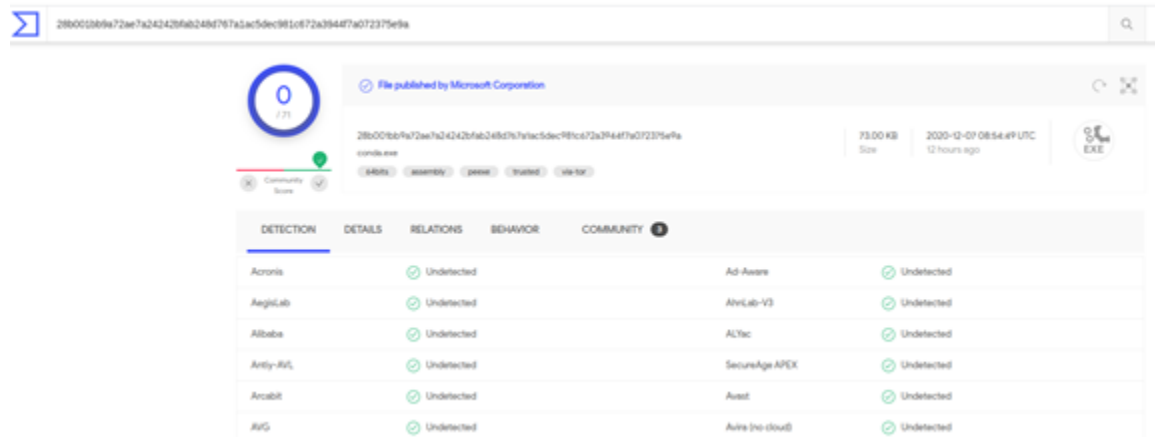 28b001bb9a72ae7a24242bfab248d767a1ac5dec981c672a3944f7a072375e9a
0
/ 71
File published by Microsoft Corporation
28b001bb9a72ae7a24242bfab248d767a1ac5dec981c672a3944f7a072375e9a
conda.exe
64bits assembly peexe trusted via-tor
73.00 KB
Size
2020-12-07 08:54:49 UTC
12 hours ago
EXE
Community
Score
DETECTION DETAILS RELATIONS BEHAVIOR COMMUNITY 3
Acronis Undetected Ad-Aware Undetected
AegisLab Undetected AhnLab-V3 Undetected
Alibaba Undetected ALYac Undetected
Antiy-AVL Undetected SecureAge APEX Undetected
Arcabit Undetected Avast Undetected
AVG Undetected Avira (no cloud) Undetected